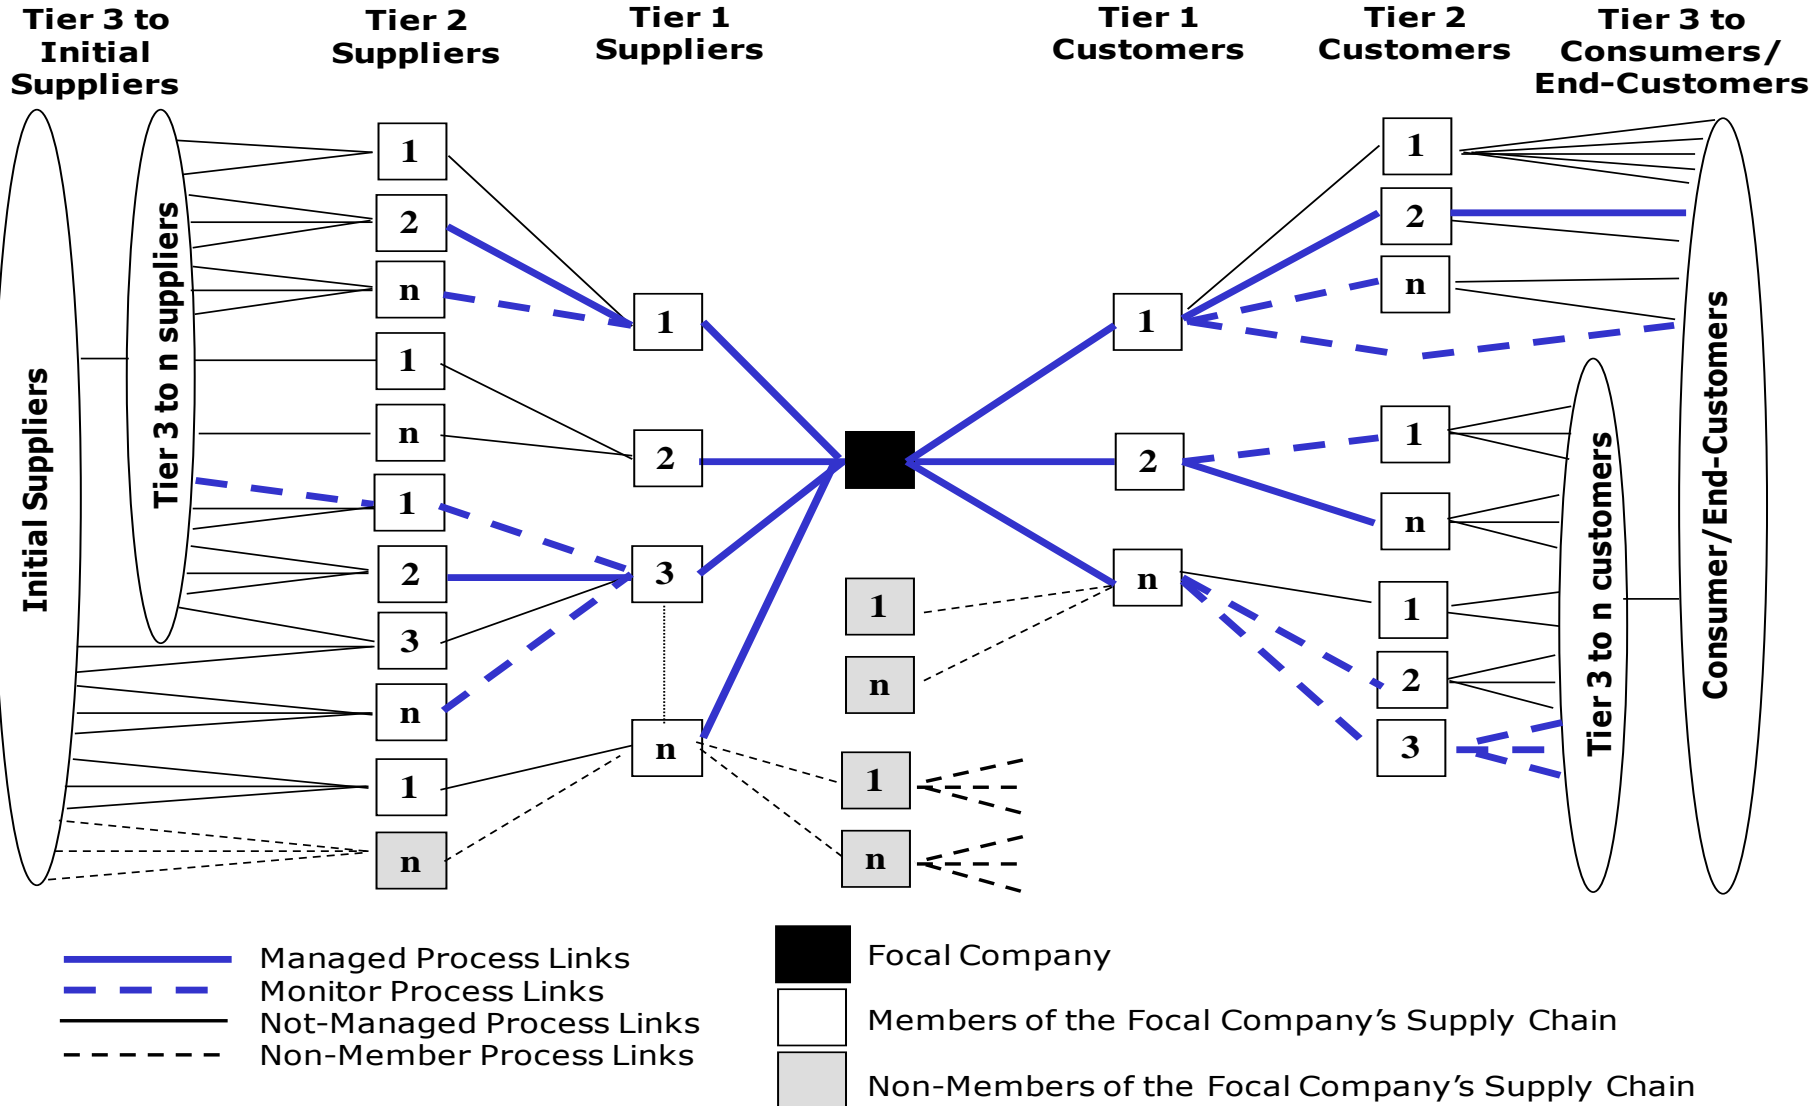 Tier 3 to
Initial
Suppliers
Tier 2
Suppliers
Tier 1
Suppliers
Tier 1
Customers
Tier 2
Customers
Tier 3 to
Consumers/
End-Customers
Initial Suppliers
Tier 3 to n suppliers
1
2
n
1
n
1
2
3
n
1
n
1
2
3
n
1
n
1
n
1
2
n
1
2
n
1
n
1
2
3
Tier 3 to n customers
Consumer/End-Customers
Managed Process Links
Monitor Process Links
Not-Managed Process Links
Non-Member Process Links
Focal Company
Members of the Focal Company's Supply Chain
Non-Members of the Focal Company's Supply Chain